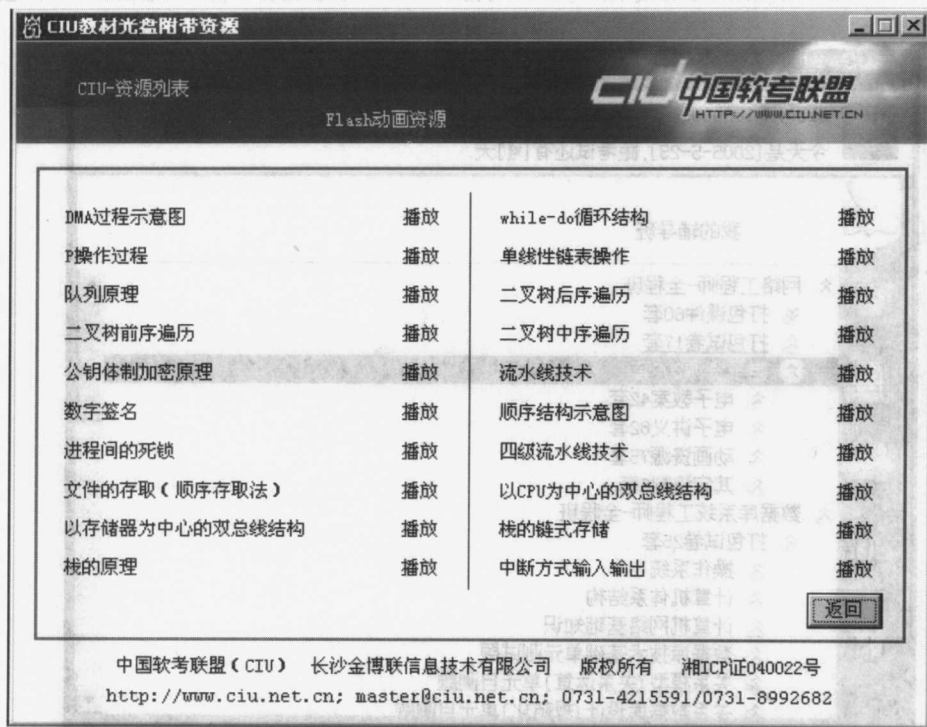 CIU教材光盘附带资源
CIU-资源列表
CIU 中国软考联盟
HTTP://WWW.CIU.NET.CN
Flash动画资源
DMA过程示意图 播放 while-do循环结构 播放
P操作过程 播放 单线性链表操作 播放
队列原理 播放 二叉树后序遍历 播放
二叉树前序遍历 播放 二叉树中序遍历 播放
公钥体制加密原理 播放 流水线技术 播放
数字签名 播放 顺序结构示意图 播放
进程间的死锁 播放 四级流水线技术 播放
文件的存取(顺序存取法) 播放 以CPU为中心的双总线结构 播放
以存储器为中心的双总线结构 播放 栈的链式存储 播放
栈的原理 播放 中断方式输入输出 播放
返回
中国软考联盟(CIU) 长沙金博联信息技术有限公司 版权所有 湘ICP证040022号
http://www.ciu.net.cn; master@ciu.net.cn; 0731-4215591/0731-8992682